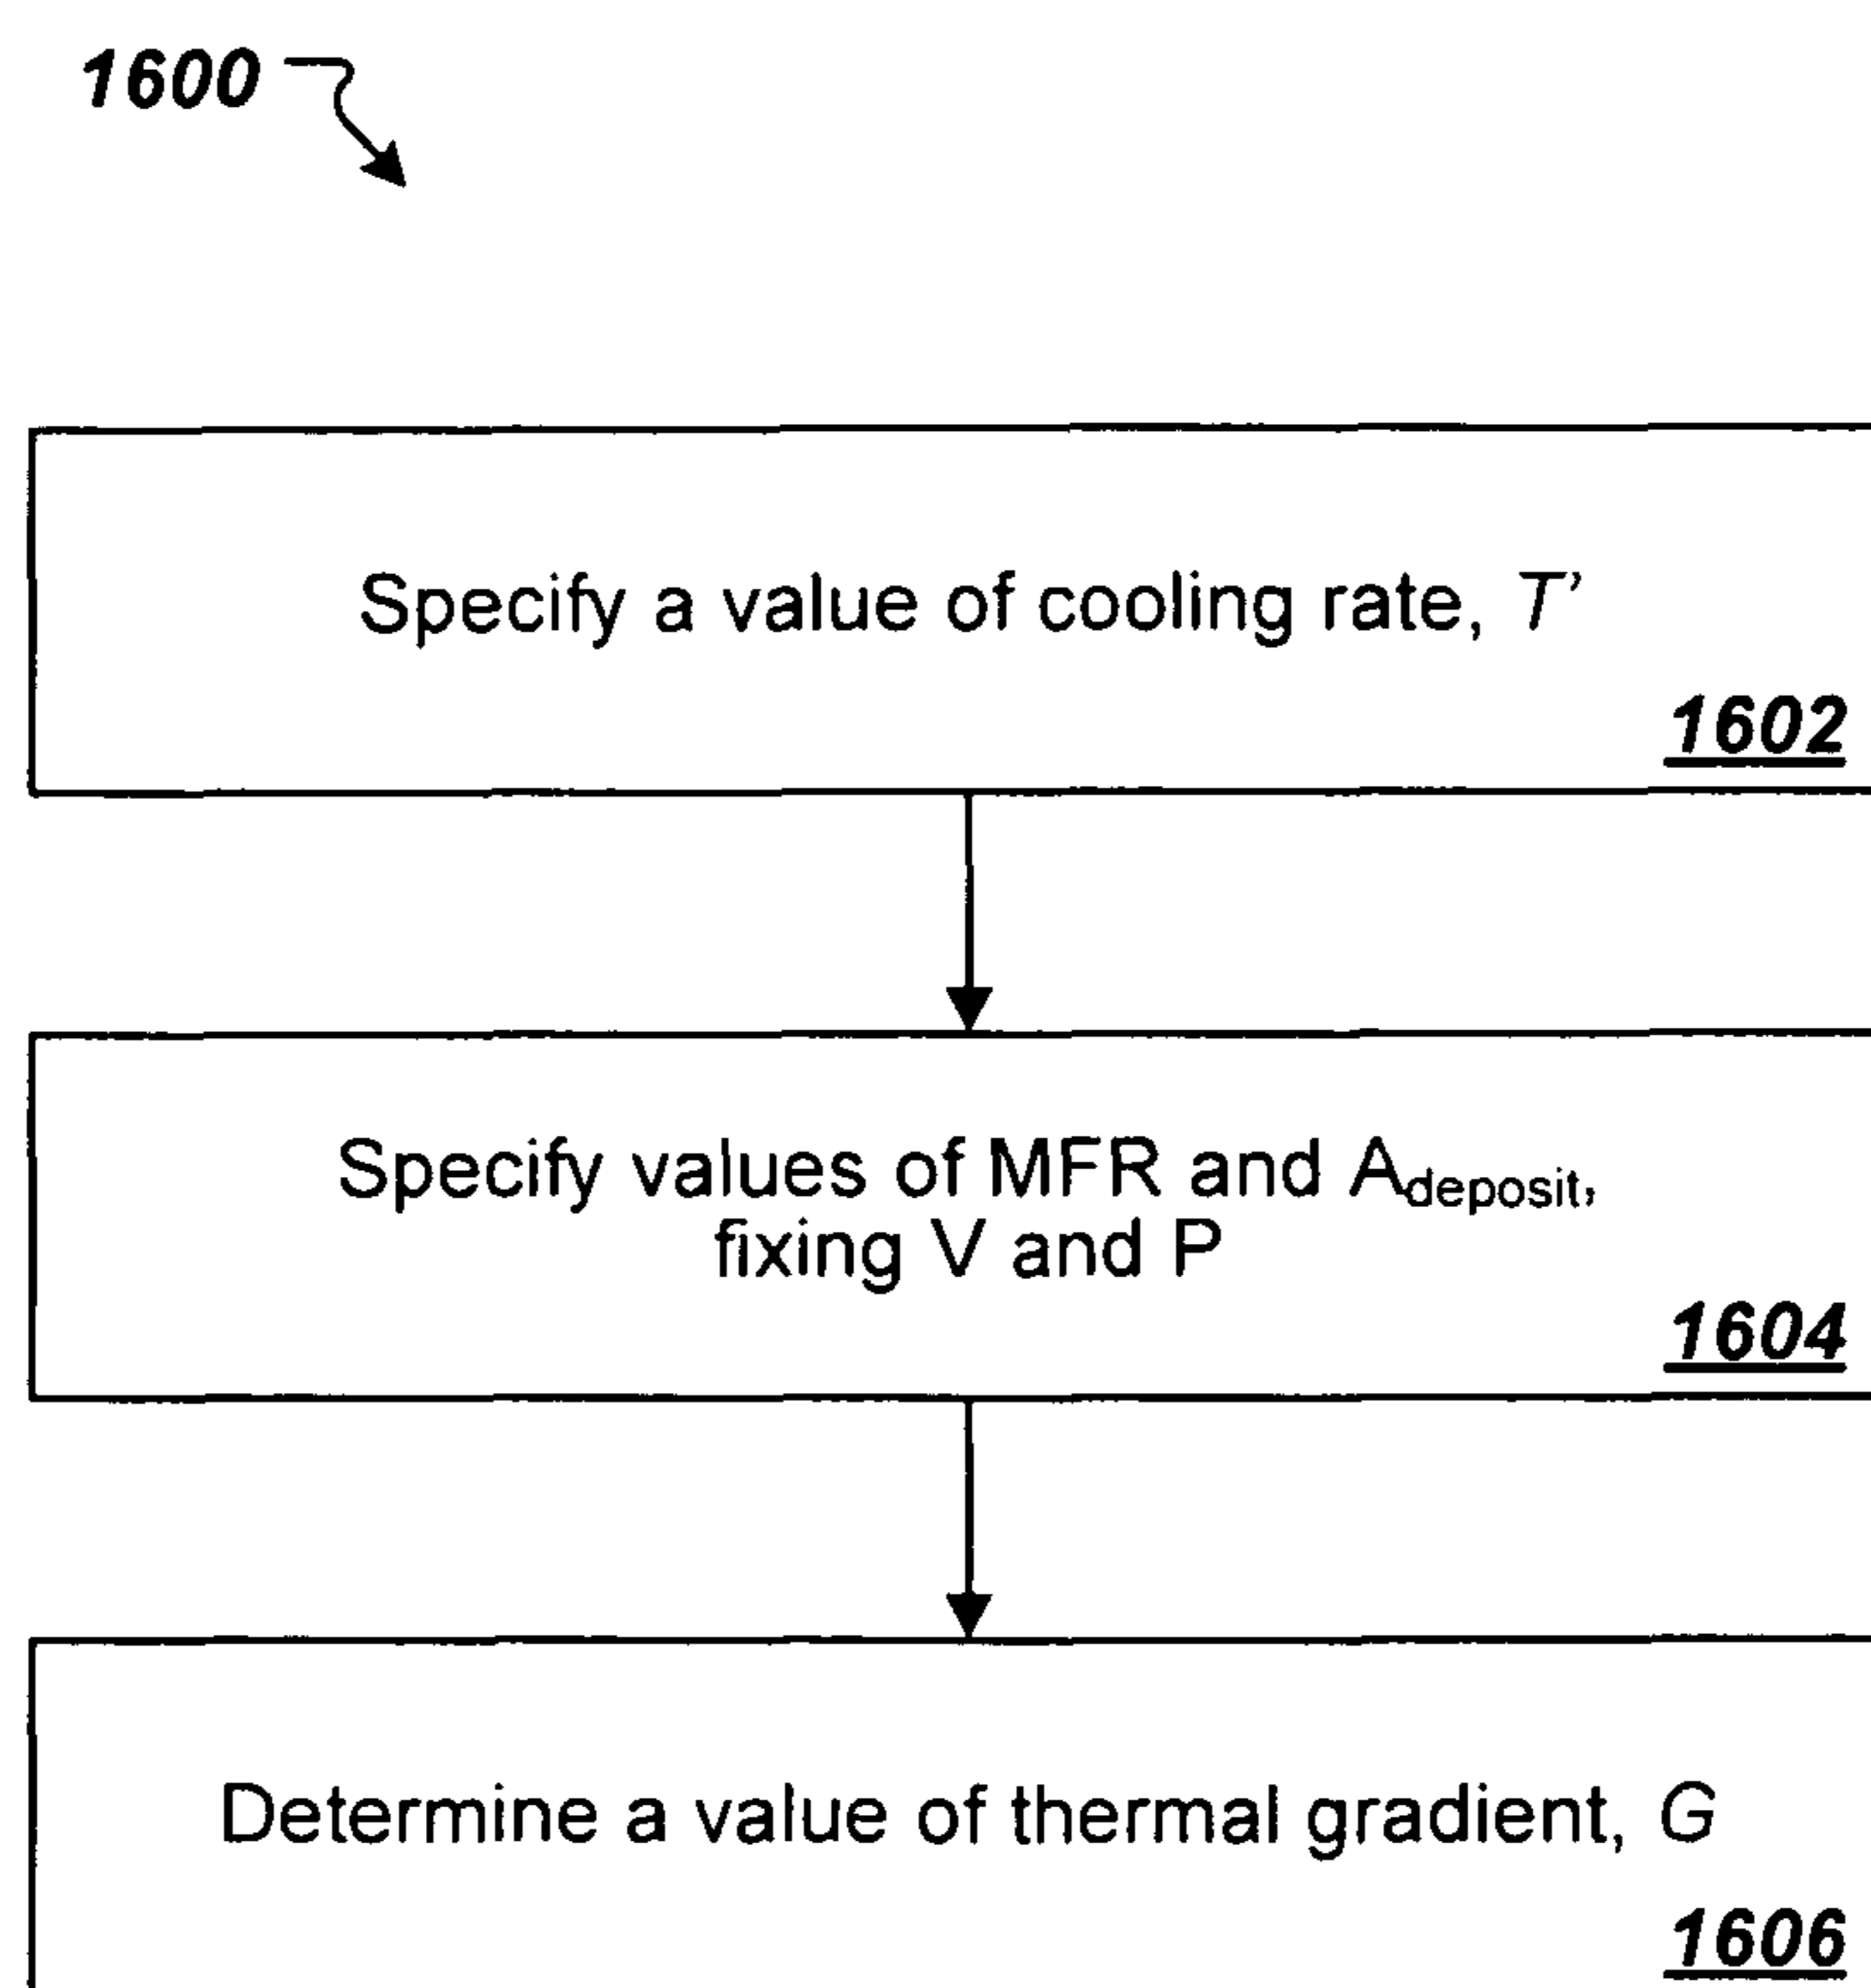 1600
Specify a value of cooling rate, T'
1602
Specify values of MFR and Adeposit,
fixing V and P
1604
Determine a value of thermal gradient, G
1606